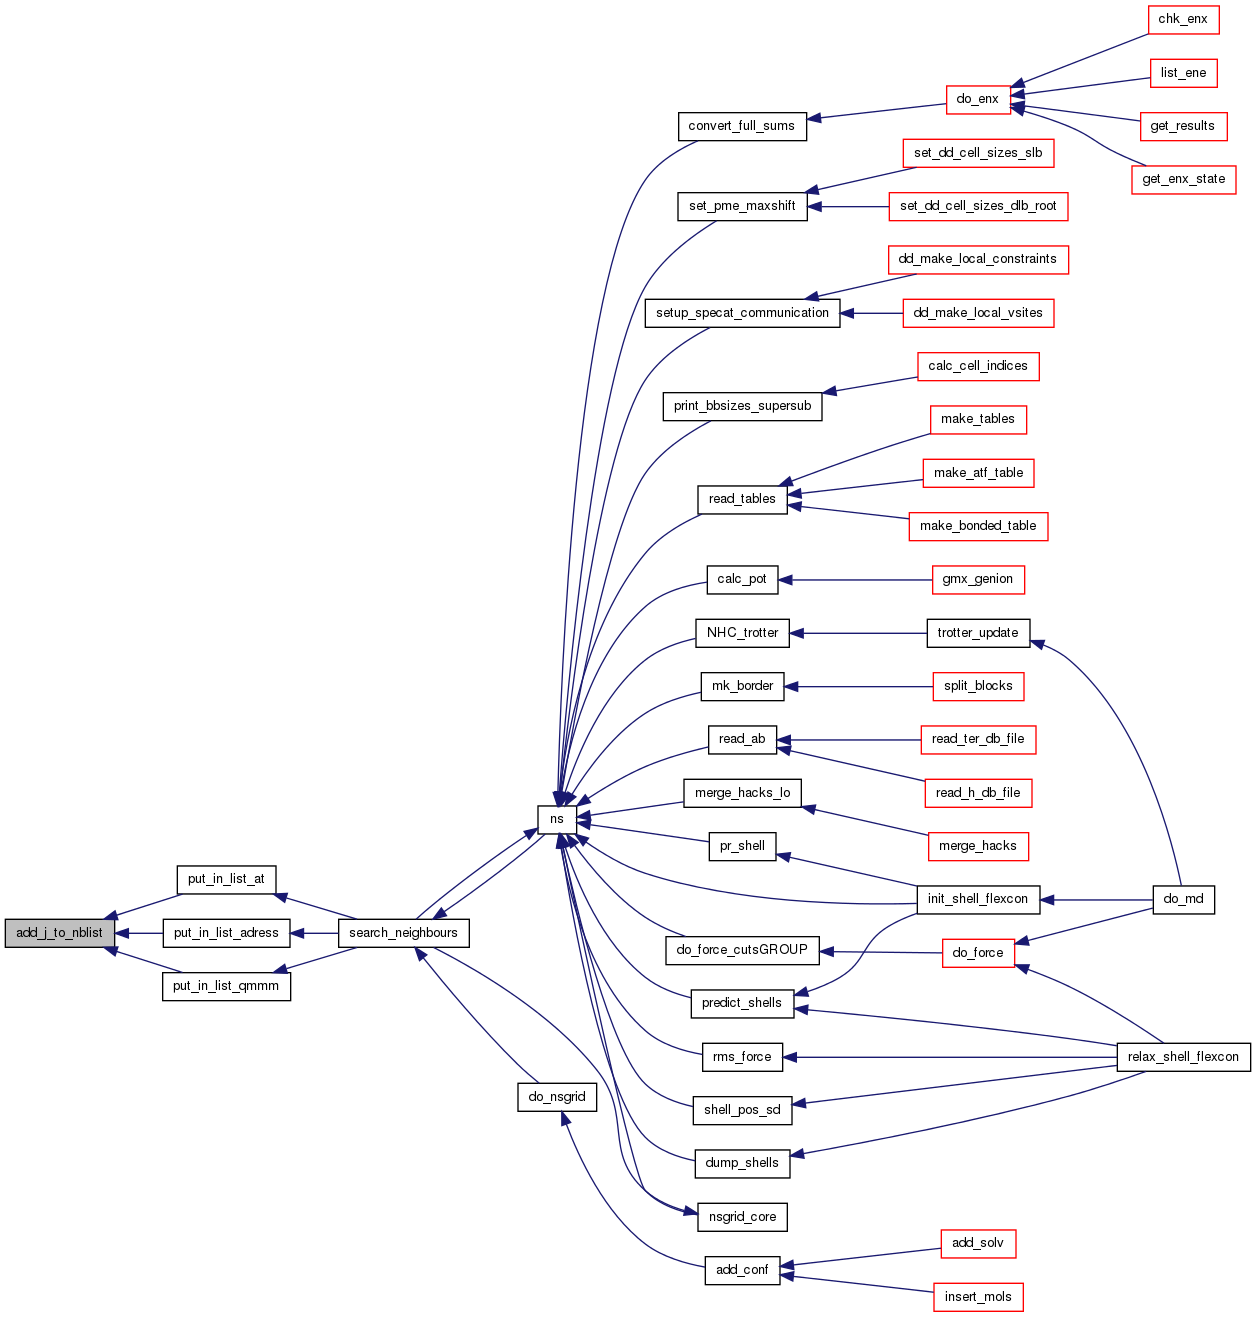 chk_enx
list_ene
do_enx
get_results
convert_full_sums
set_dd_cell_sizes_slb
get_enx_state
set_pme_maxshift
set_dd_cell_sizes_dlb_root
dd_make_local_constraints
setup_specat_communication
dd_make_local_vsites
calc_cell_indices
print_bbsizes_supersub
make_tables
make_atf_table
read_tables
make_bonded_table
calc_pot
gmx_genion
NHC_trotter
trotter_update
mk_border
split_blocks
read_ab
read_ter_db_file
merge_hacks_lo
read_h_db_file
ns
pr_shell
merge_hacks
put_in_list_at
init_shell_flexcon
do_md
add_j_to_nblist
put_in_list_adress
search_neighbours
do_force_cutsGROUP
do_force
put_in_list_qmmm
predict_shells
rms_force
relax_shell_flexcon
do_nsgrid
shell_pos_sd
dump_shells
nsgrid_core
add_conf
add_solv
insert_mols